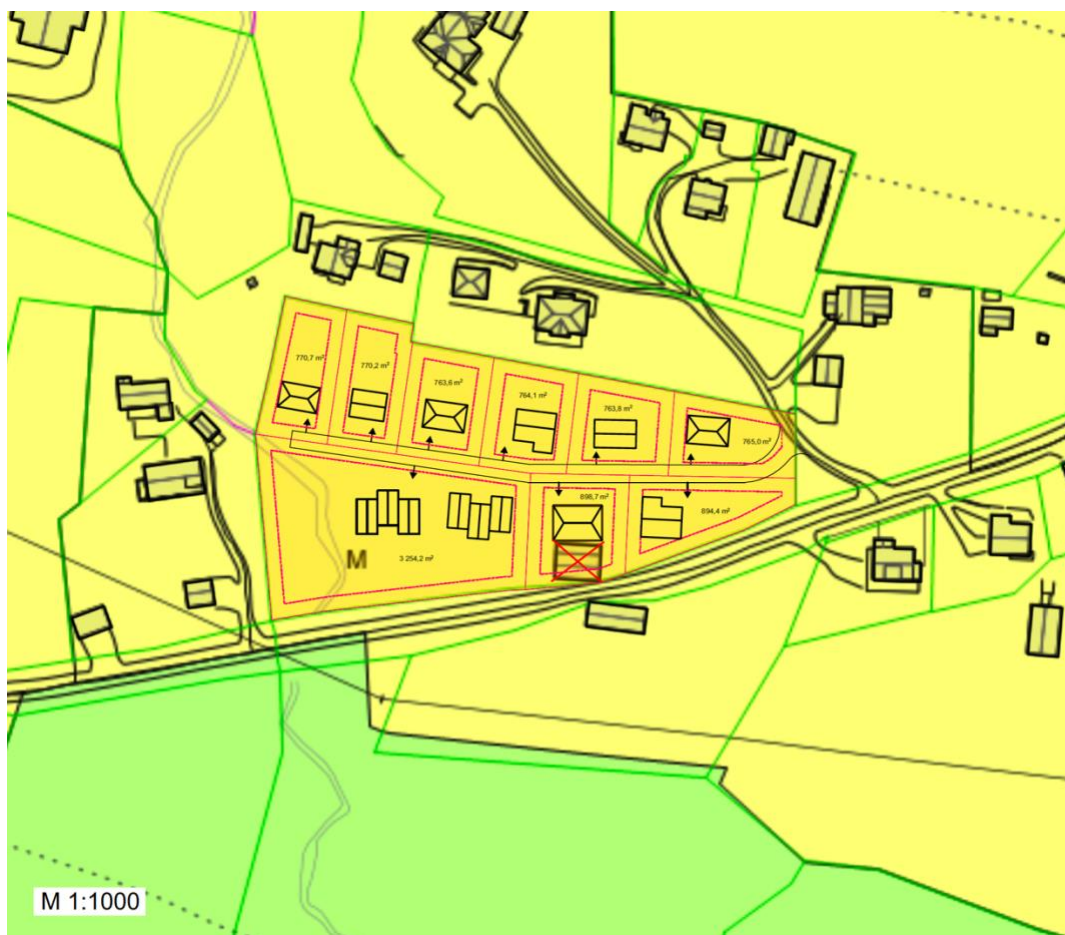 770,7 m²
770,2 m²
763,6 m²
764,1 m²
763,8 m²
765,0 m²
898,7 m²
894,4 m²
3 254,2 m²
M
M 1:1000